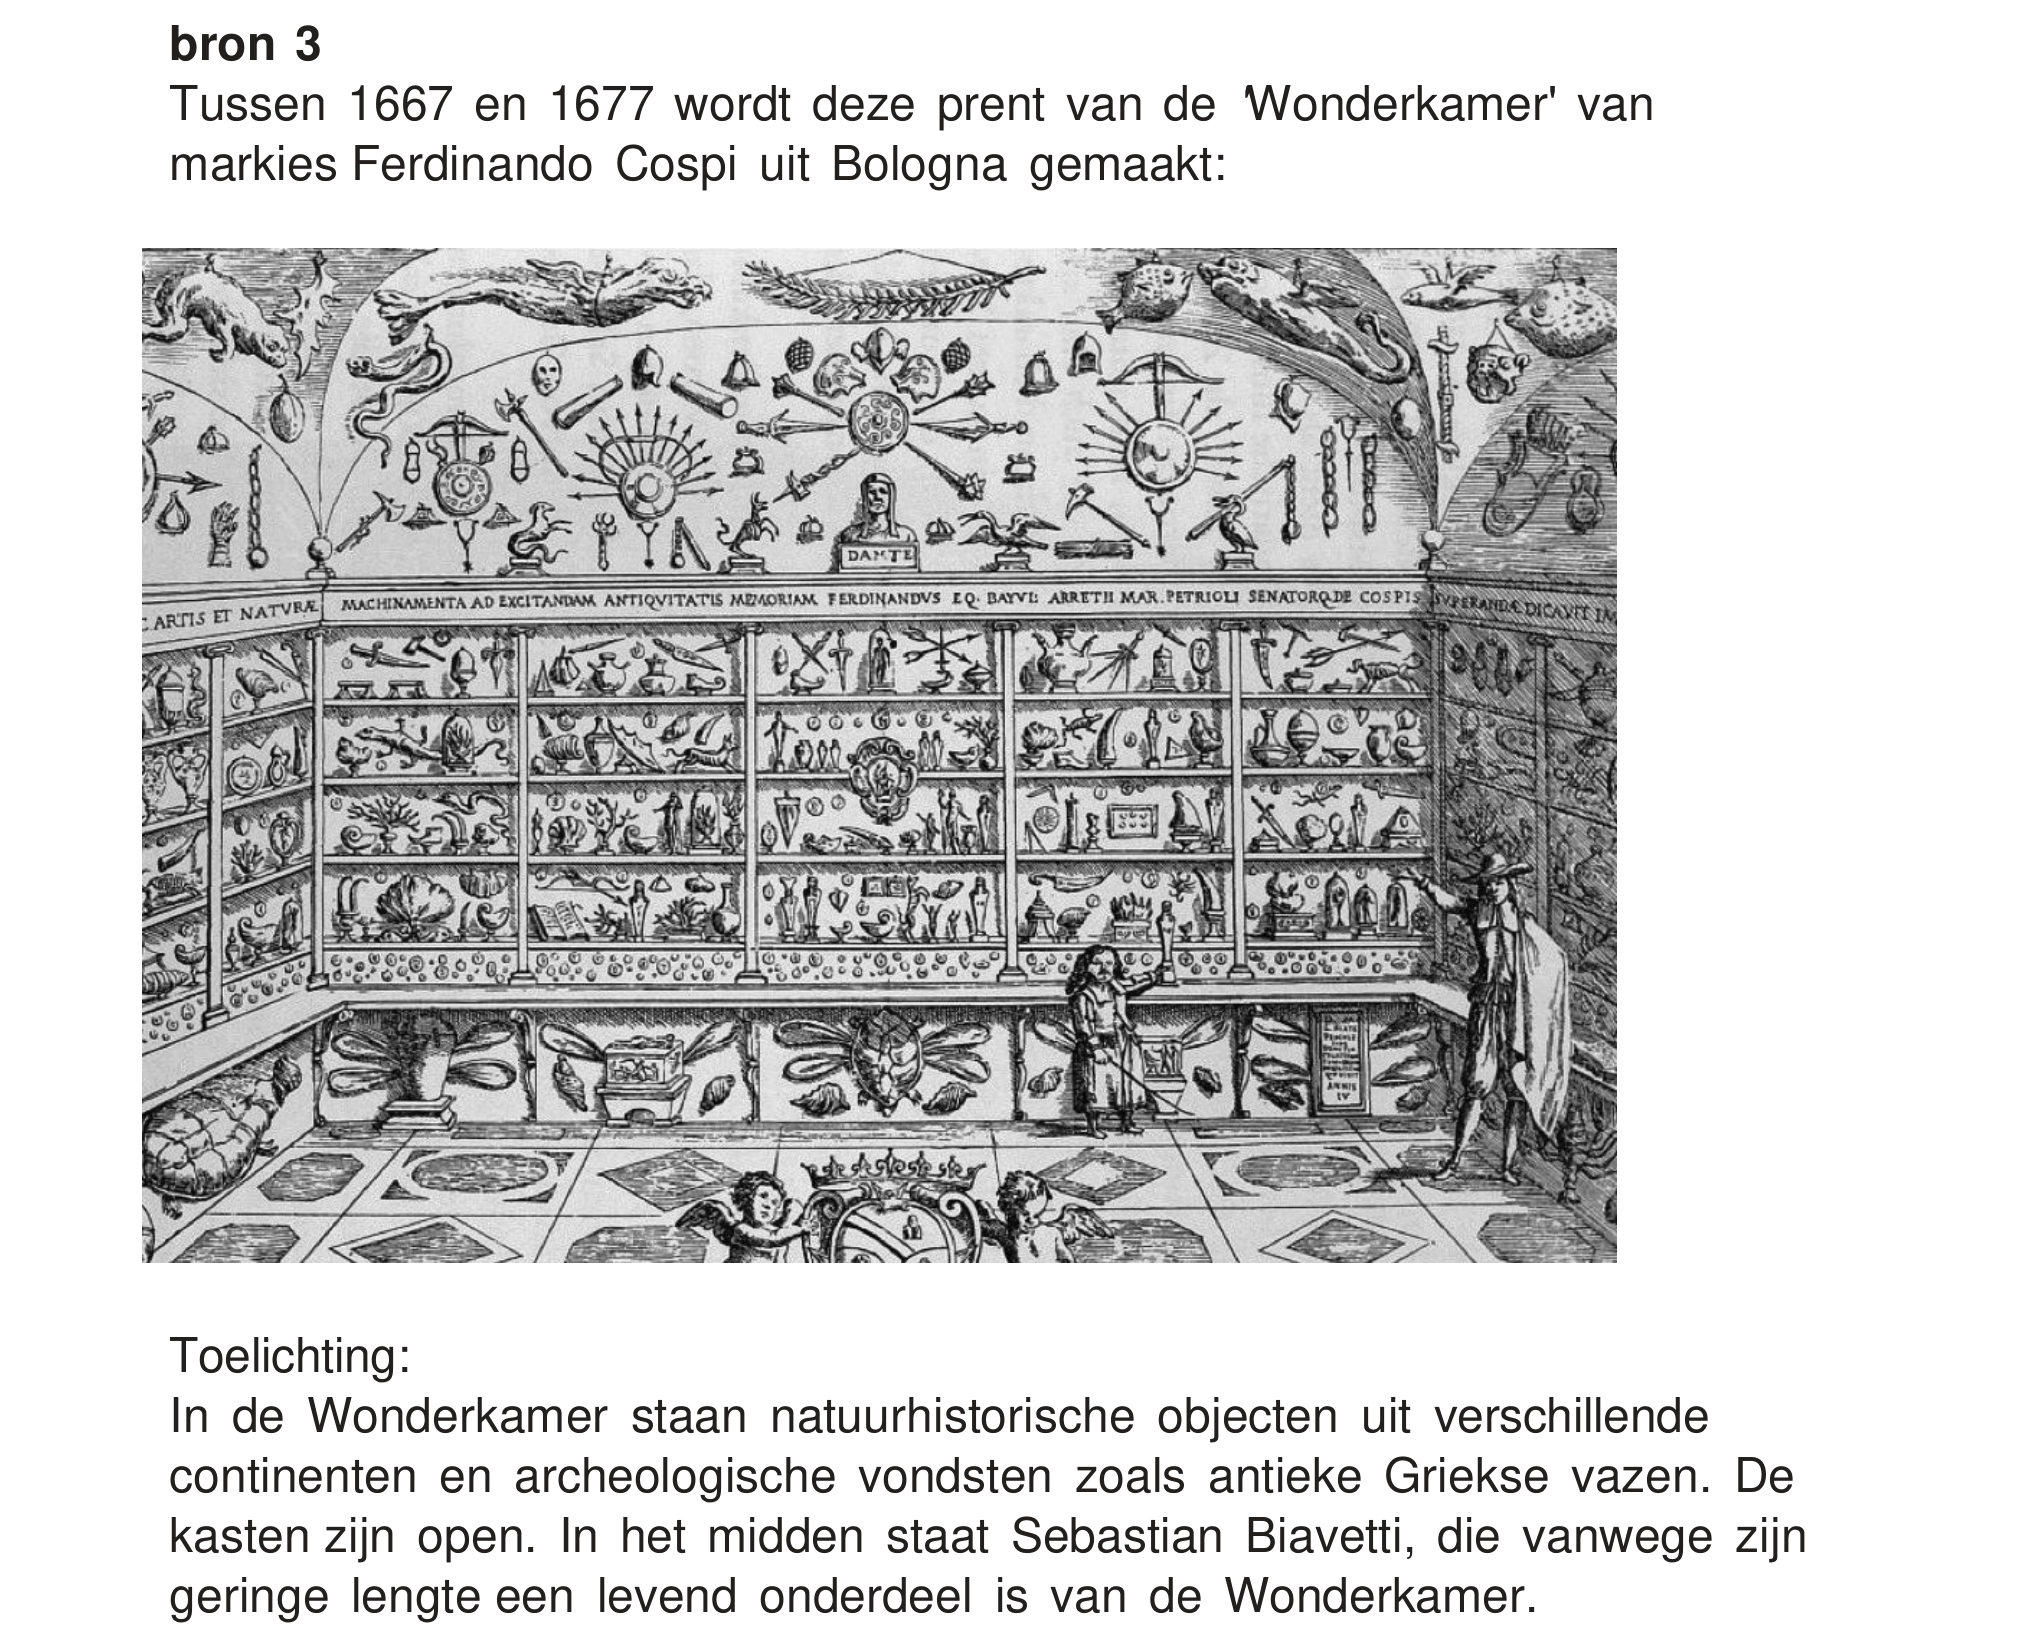 bron 3
Tussen 1667 en 1677 wordt deze prent van de 'Wonderkamer' van
markies Ferdinando Cospi uit Bologna gemaakt:
DANTE
ARTIS ET NATVRÆ MACHINAMENTA AD EXCITANDAM ANTIQVITATIS MEMORIAM FERDINANDVS EQ. BAYVL: ARRETII MAR. PETRIOLI SENATORQ DE COSPIS SVPERANDÆ DICAVIT
ANNIS
LV
Toelichting:
In de Wonderkamer staan natuurhistorische objecten uit verschillende
continenten en archeologische vondsten zoals antieke Griekse vazen. De
kasten zijn open. In het midden staat Sebastian Biavetti, die vanwege zijn
geringe lengte een levend onderdeel is van de Wonderkamer.